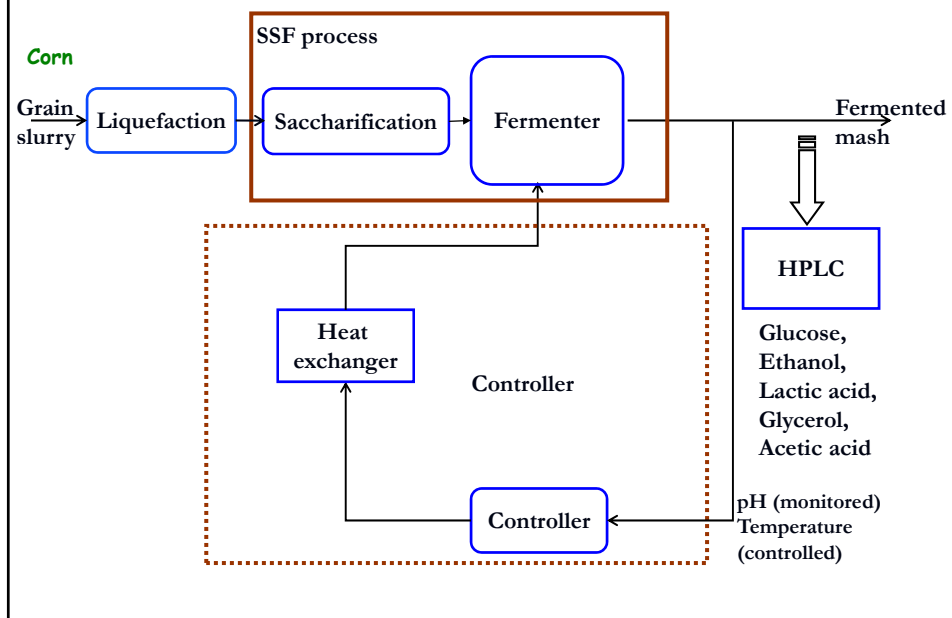 SSF process
Corn
Grain
slurry
Liquefaction
Saccharification
Fermenter
Fermented
mash
HPLC
Glucose,
Ethanol,
Lactic acid,
Glycerol,
Acetic acid
Heat
exchanger
Controller
Controller
pH (monitored)
Temperature
(controlled)